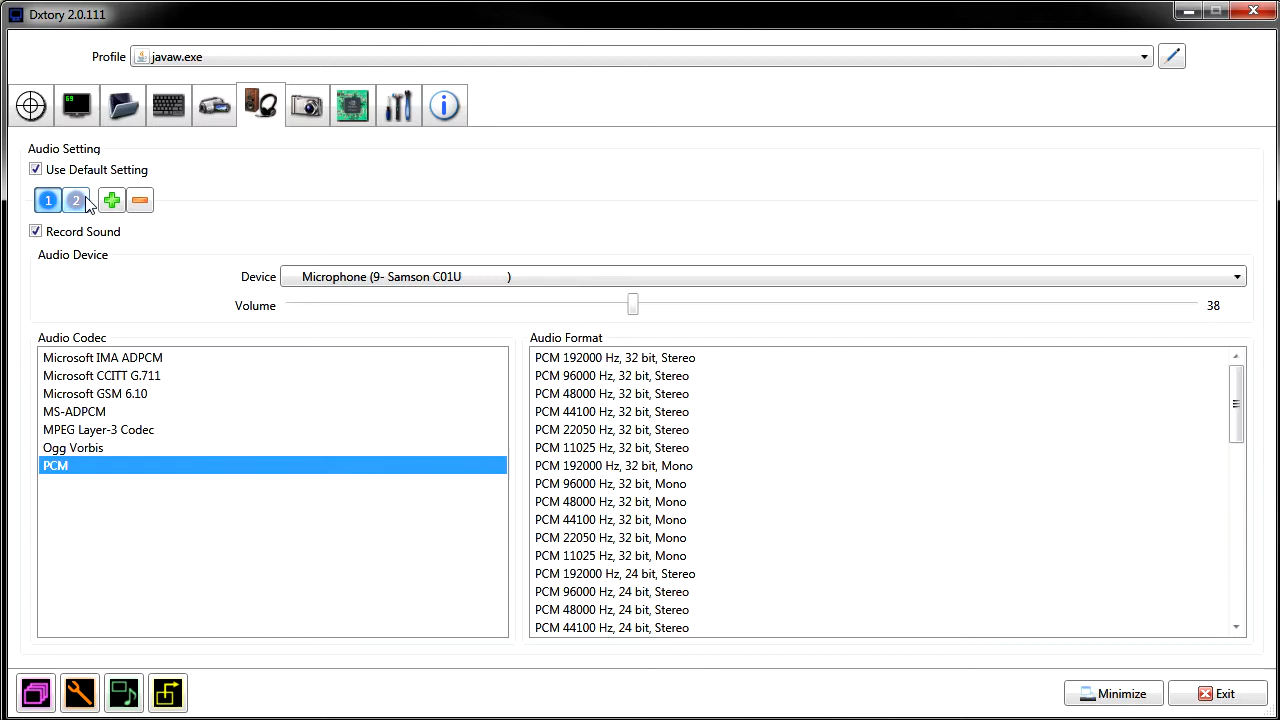 Dxtory 2.0.111
Profile
javaw.exe
69
Audio Setting
Use Default Setting
1 2
Record Sound
Audio Device
Device Microphone (9- Samson C01U )
Volume 38
Audio Codec
Microsoft IMA ADPCM
Microsoft CCITT G.711
Microsoft GSM 6.10
MS-ADPCM
MPEG Layer-3 Codec
Ogg Vorbis
PCM
Audio Format
PCM 192000 Hz, 32 bit, Stereo
PCM 96000 Hz, 32 bit, Stereo
PCM 48000 Hz, 32 bit, Stereo
PCM 44100 Hz, 32 bit, Stereo
PCM 22050 Hz, 32 bit, Stereo
PCM 11025 Hz, 32 bit, Stereo
PCM 192000 Hz, 32 bit, Mono
PCM 96000 Hz, 32 bit, Mono
PCM 48000 Hz, 32 bit, Mono
PCM 44100 Hz, 32 bit, Mono
PCM 22050 Hz, 32 bit, Mono
PCM 11025 Hz, 32 bit, Mono
PCM 192000 Hz, 24 bit, Stereo
PCM 96000 Hz, 24 bit, Stereo
PCM 48000 Hz, 24 bit, Stereo
PCM 44100 Hz, 24 bit, Stereo
Minimize
Exit